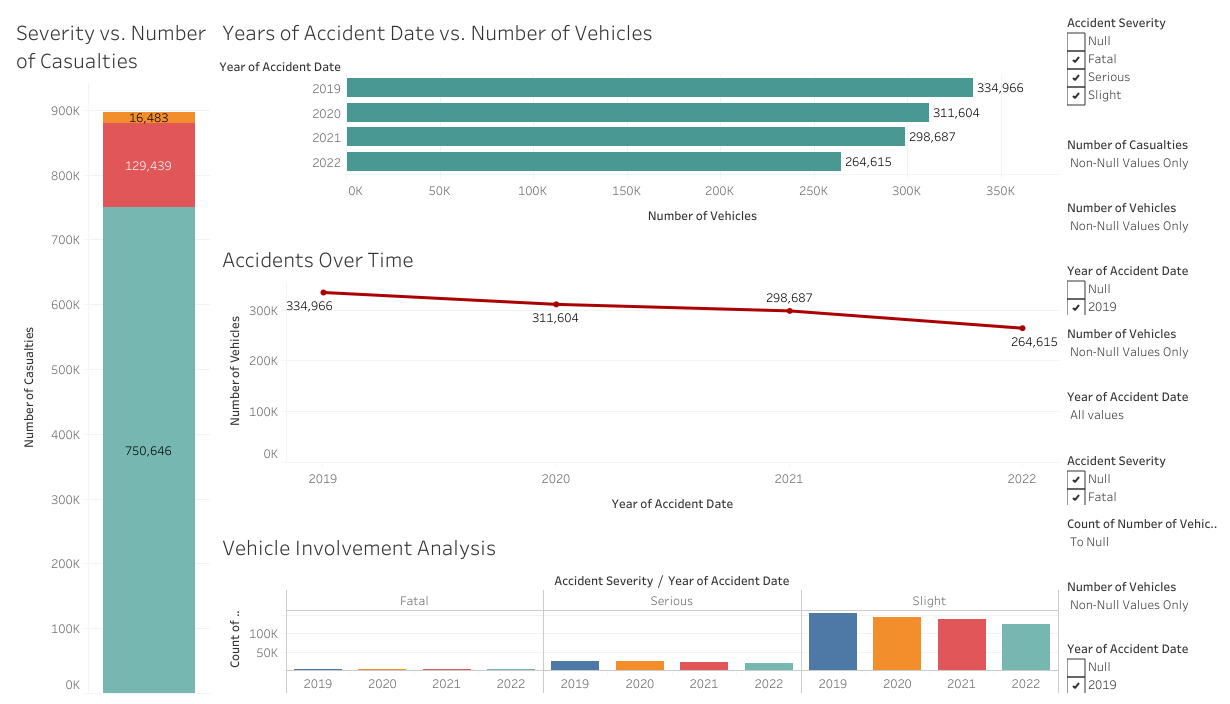 Severity vs. Number
of Casualties
900K
800K
700K
600K
500K
400K
300K
200K
100K
0K
Number of Casualties
16,483
129,439
750,646
Years of Accident Date vs. Number of Vehicles
Year of Accident Date
2019
334,966
2020
311,604
2021
298,687
2022
264,615
0K 50K 100K 150K 200K 250K 300K 350K
Number of Vehicles
Accidents Over Time
Number of Vehicles
300K
200K
100K
0K
334,966
311,604
298,687
264,615
2019 2020 2021 2022
Year of Accident Date
Vehicle Involvement Analysis
Accident Severity / Year of Accident Date
Fatal Serious Slight
Count of ..
100K
50K
2019 2020 2021 2022 2019 2020 2021 2022 2019 2020 2021 2022
Accident Severity
Null
Fatal
Serious
Slight
Number of Casualties
Non-Null Values Only
Number of Vehicles
Non-Null Values Only
Year of Accident Date
Null
2019
Number of Vehicles
Non-Null Values Only
Year of Accident Date
All values
Accident Severity
Null
Fatal
Count of Number of Vehic..
To Null
Number of Vehicles
Non-Null Values Only
Year of Accident Date
Null
2019